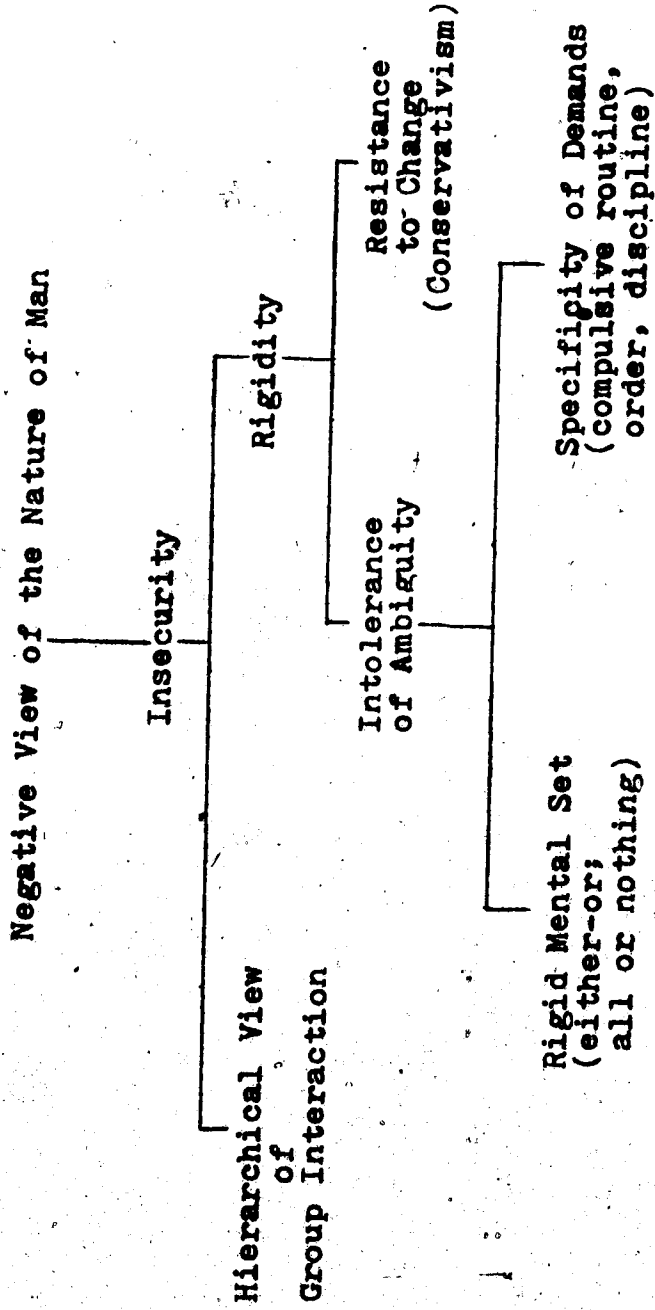 Negative View of the Nature of Man
Insecurity
Hierarchical View
of
Group Interaction
Rigidity
Intolerance
of Ambiguity
Resistance
to Change
(Conservativism)
Rigid Mental Set
(either-or;
all or nothing)
Specificity of Demands
(compulsive routine,
order, discipline)